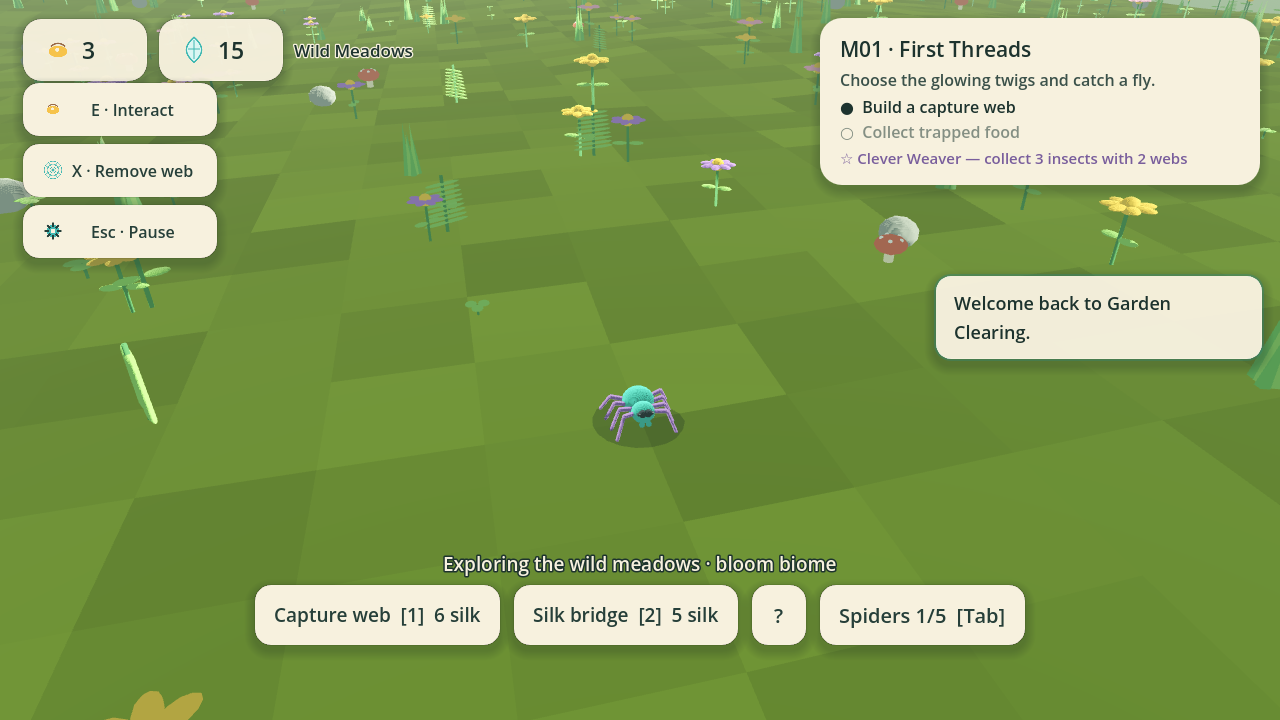 3
15
Wild Meadows
E · Interact
X · Remove web
Esc · Pause
M01 · First Threads
Choose the glowing twigs and catch a fly.
● Build a capture web
○ Collect trapped food
☆ Clever Weaver — collect 3 insects with 2 webs
Welcome back to Garden
Clearing.
Exploring the wild meadows · bloom biome
Capture web [1] 6 silk
Silk bridge [2] 5 silk
?
Spiders 1/5 [Tab]